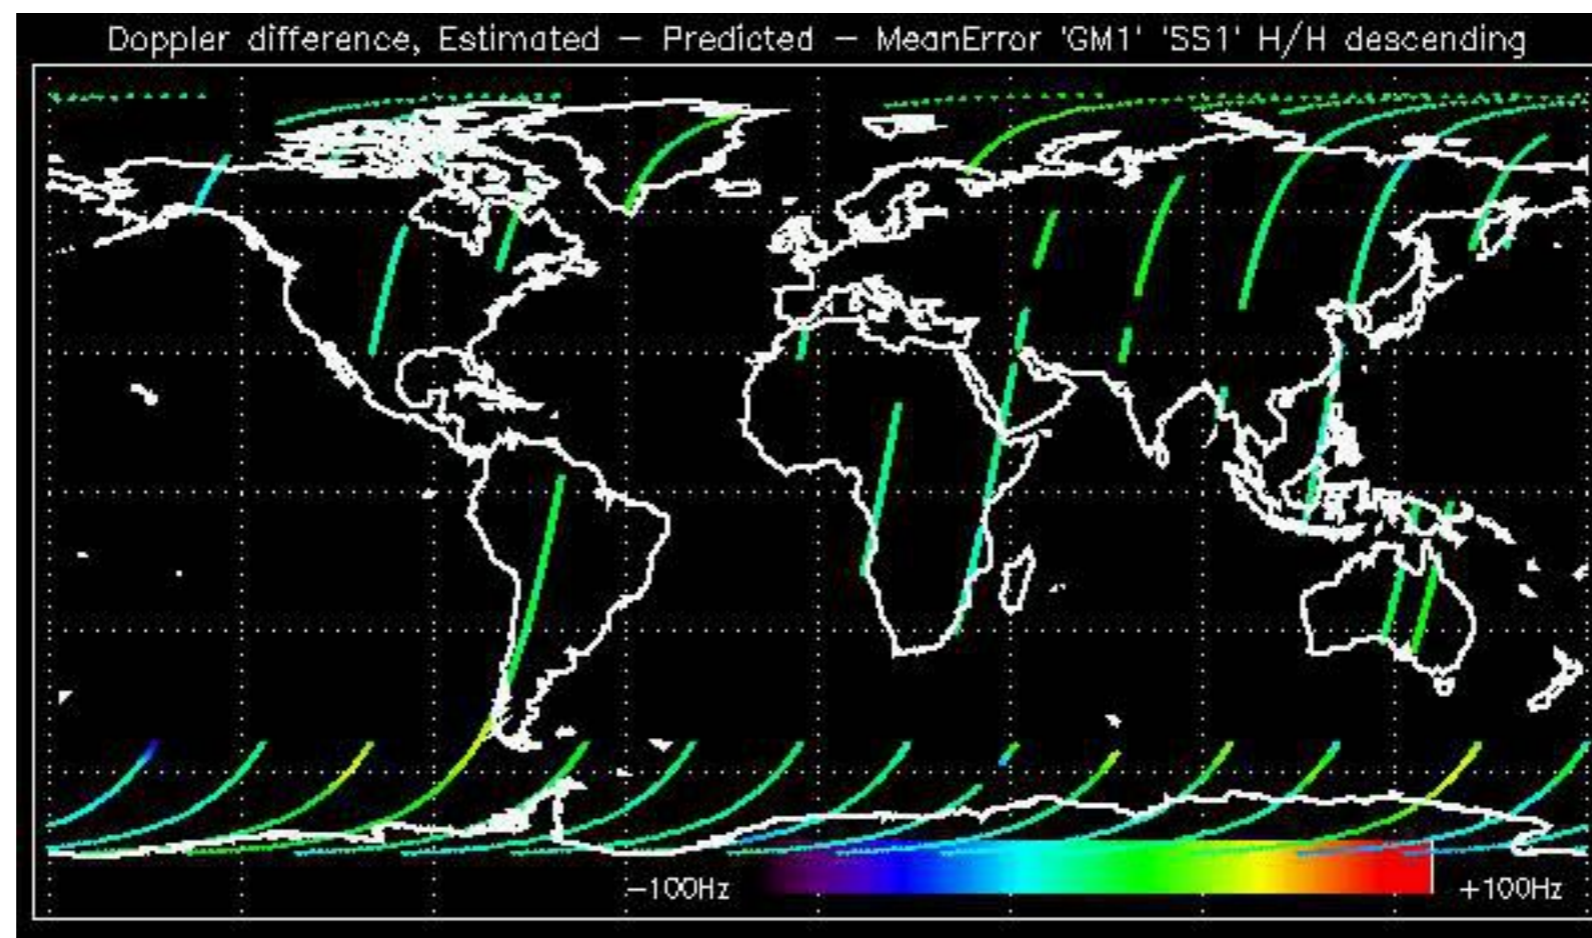 Doppler difference, Estimated – Predicted – MeanError 'GM1' 'SS1' H/H descending
–100Hz
+100Hz